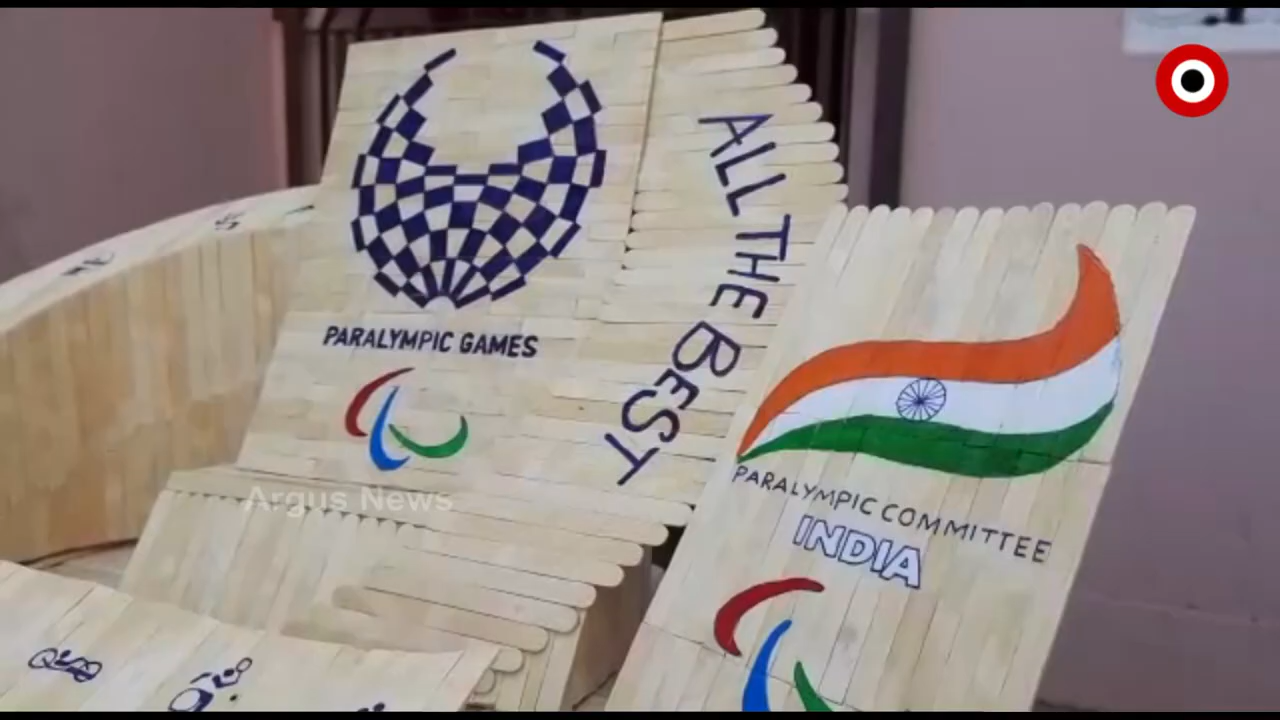 PARALYMPIC GAMES
ALL THE BEST
PARALYMPIC COMMITTEE
INDIA
Argus News